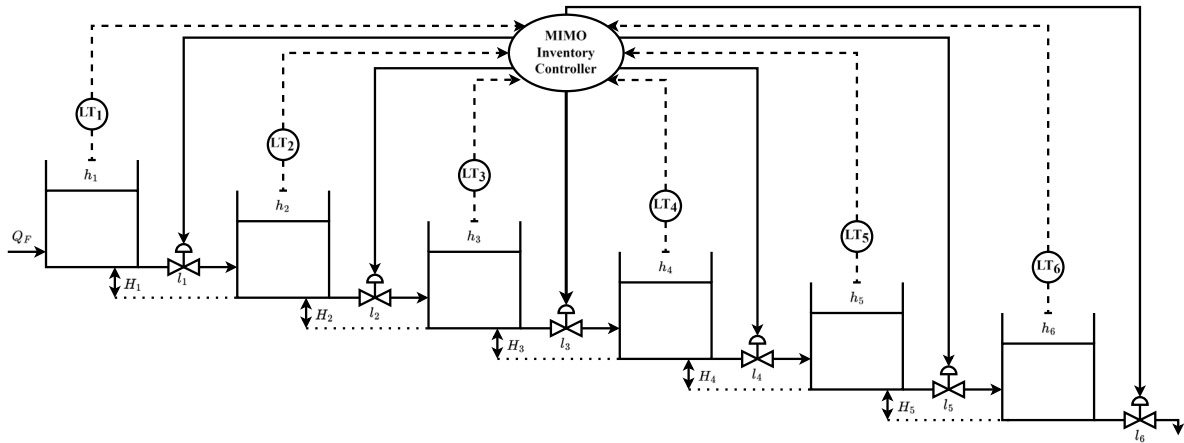 MIMO
Inventory
Controller
LT1
LT2
LT3
LT4
LT5
LT6
h1
h2
h3
h4
h5
h6
QF
H1
l1
H2
l2
H3
l3
H4
l4
H5
l5
l6